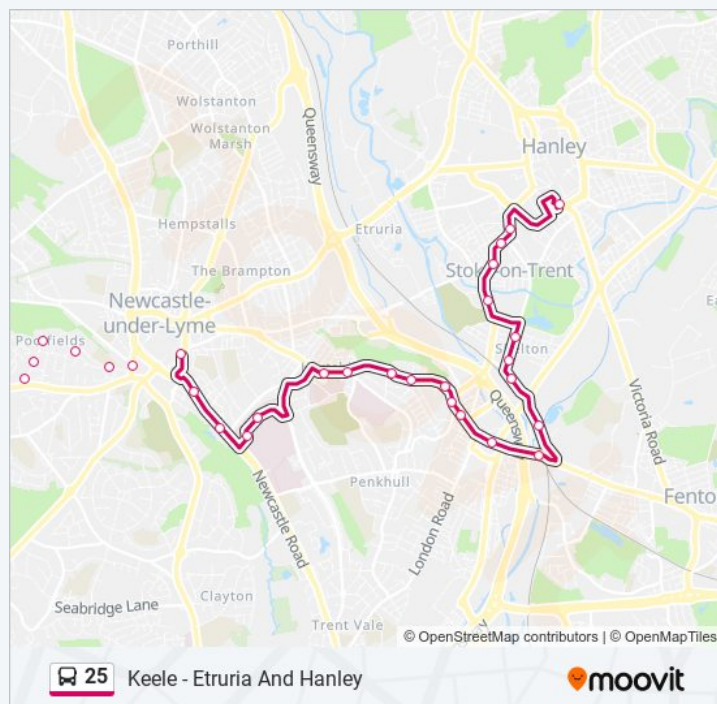 Porthill
Wolstanton
Wolstanton
Marsh
Queensway
Hanley
Hempstalls
Etruria
The Brampton
Stoke-on-Trent
Newcastle-
under-Lyme
Shelton
Queensway
Victoria Road
Newcastle Road
Penkhull
London Road
Fento
Seabridge Lane
Clayton
Trent Vale
© OpenStreetMap contributors | © OpenMapTiles
25
Keele - Etruria And Hanley
moovit